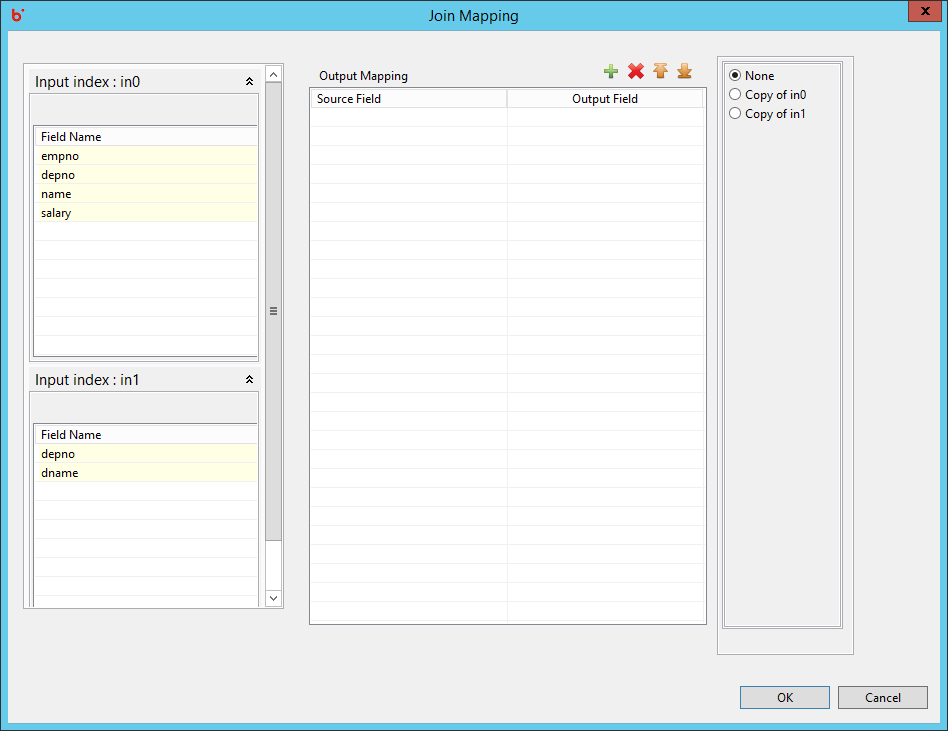 b
Join Mapping
x
Input index : in0
Field Name
empno
depno
name
salary
Input index : in1
Field Name
depno
dname
Output Mapping
Source Field Output Field
None
Copy of in0
Copy of in1
OK Cancel